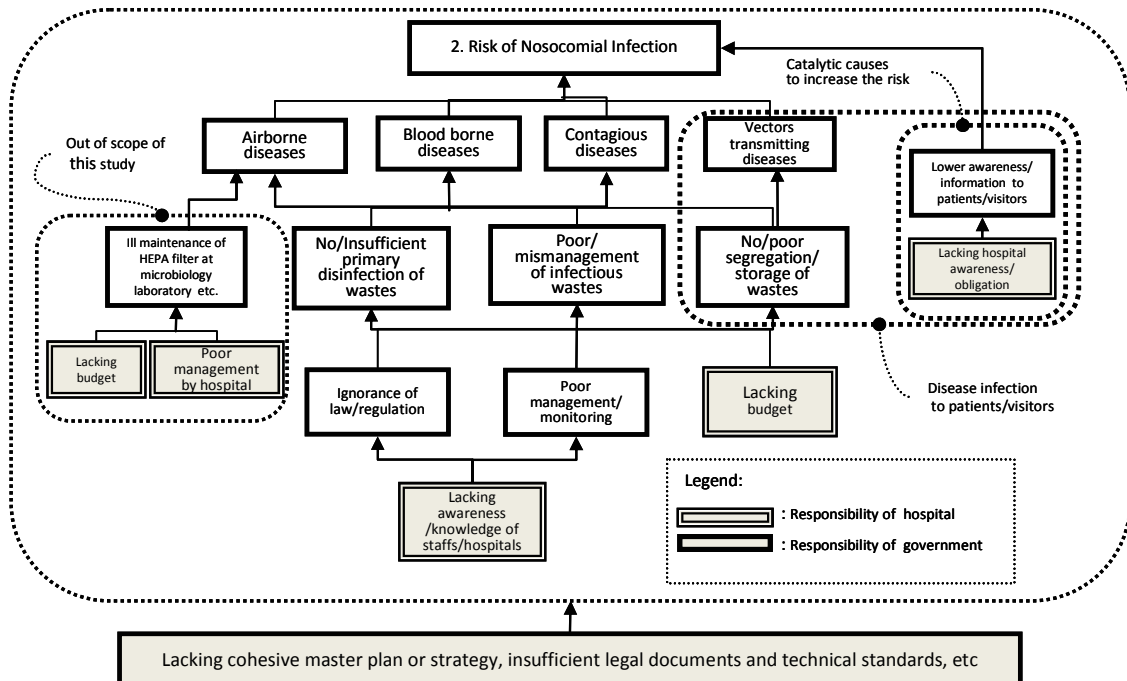 2. Risk of Nosocomial Infection
Catalytic causes
to increase the risk
Out of scope of
this study
Airborne
diseases
Blood borne
diseases
Contagious
diseases
Vectors
transmitting
diseases
Lower awareness/
information to
patients/visitors
Lacking hospital
awareness/
obligation
Ill maintenance of
HEPA filter at
microbiology
laboratory etc.
No/Insufficient
primary
disinfection of
wastes
Poor/
mismanagement
of infectious
wastes
No/poor
segregation/
storage of
wastes
Lacking
budget
Poor
management
by hospital
Ignorance of
law/regulation
Poor
management/
monitoring
Lacking
budget
Disease infection
to patients/visitors
Lacking
awareness
/knowledge of
staffs/hospitals
Legend:
: Responsibility of hospital
: Responsibility of government
Lacking cohesive master plan or strategy, insufficient legal documents and technical standards, etc